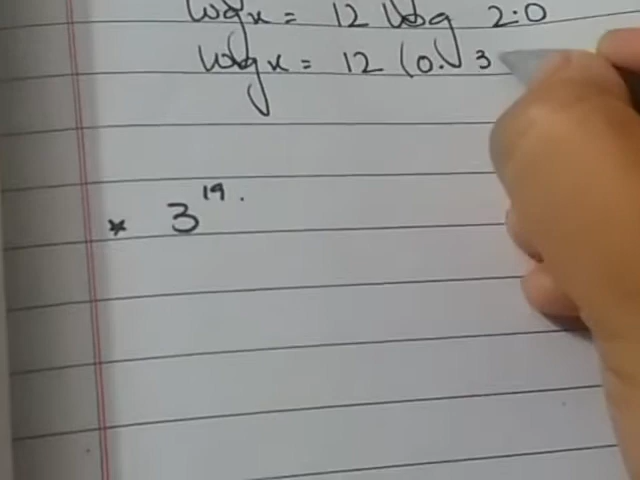 log x = 12 log 2.0
log x = 12 (0. 3
* 3^19.